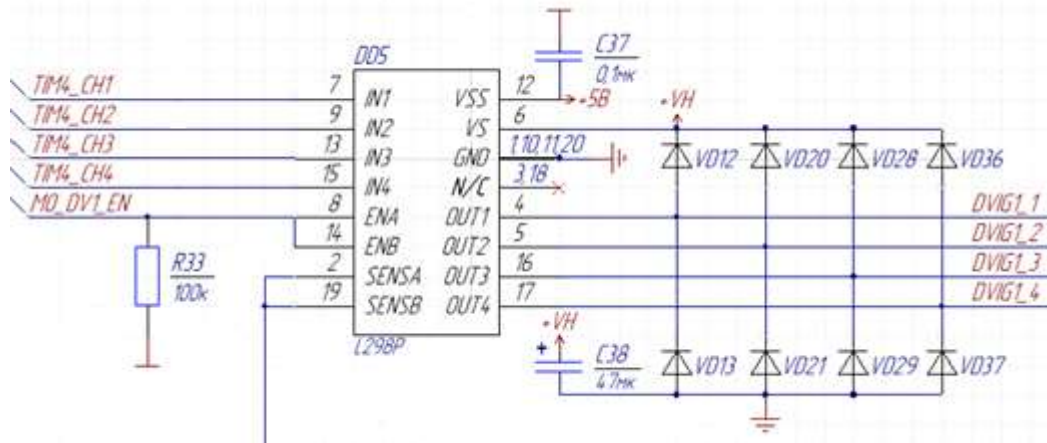 C37
0,1мк
DD5
TIM4_CH1
7
IN1
VSS
12
+5В
+VH
TIM4_CH2
9
IN2
VS
6
TIM4_CH3
13
IN3
GND
1,10,11,20
VD12
VD20
VD28
VD36
TIM4_CH4
15
IN4
N/C
3,18
MO_DV1_EN
8
ENA
OUT1
4
DVIG1_1
14
ENB
OUT2
5
DVIG1_2
R33
100к
2
SENSA
OUT3
16
DVIG1_3
19
SENSB
OUT4
17
DVIG1_4
L298P
+VH
+
C38
47мк
VD13
VD21
VD29
VD37